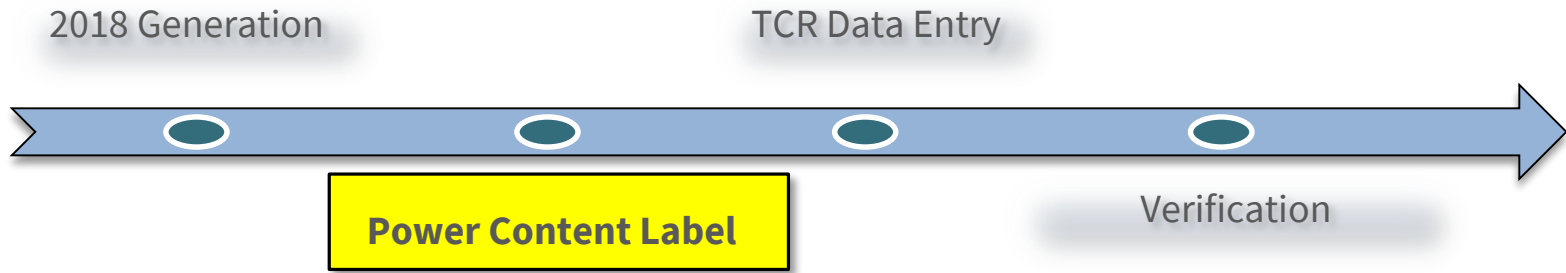 2018 Generation
TCR Data Entry
Power Content Label
Verification